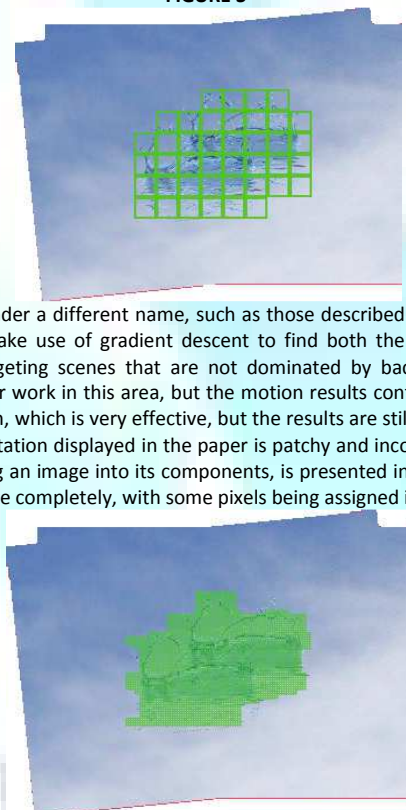 der a different name, such as those described
ake use of gradient descent to find both the
geting scenes that are not dominated by bac
r work in this area, but the motion results con
n, which is very effective, but the results are stil
tation displayed in the paper is patchy and inco
g an image into its components, is presented in
e completely, with some pixels being assigned i